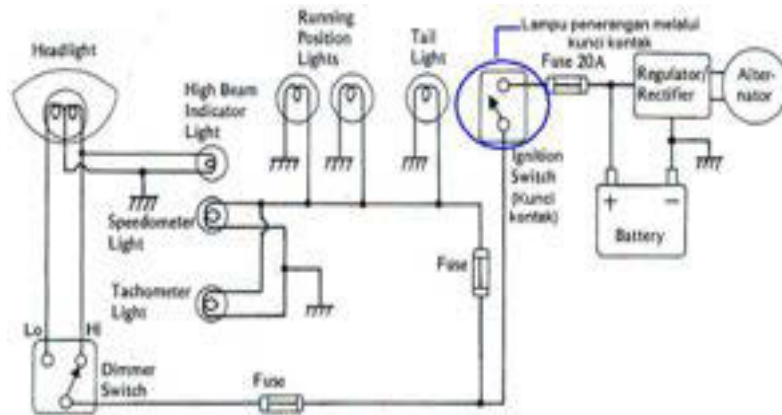 Lampu penerangan melalui
kunci kontak
Running
Position
Lights
Tail
Light
Headlight
High Beam
Indicator
Light
Fuse 20A
Regulator/
Rectifier
Alter-
nator
Ignition
Switch
(Kunci
kontak)
+
−
Battery
Speedometer
Light
Fuse
Tachometer
Light
Lo
Hi
Dimmer
Switch
Fuse